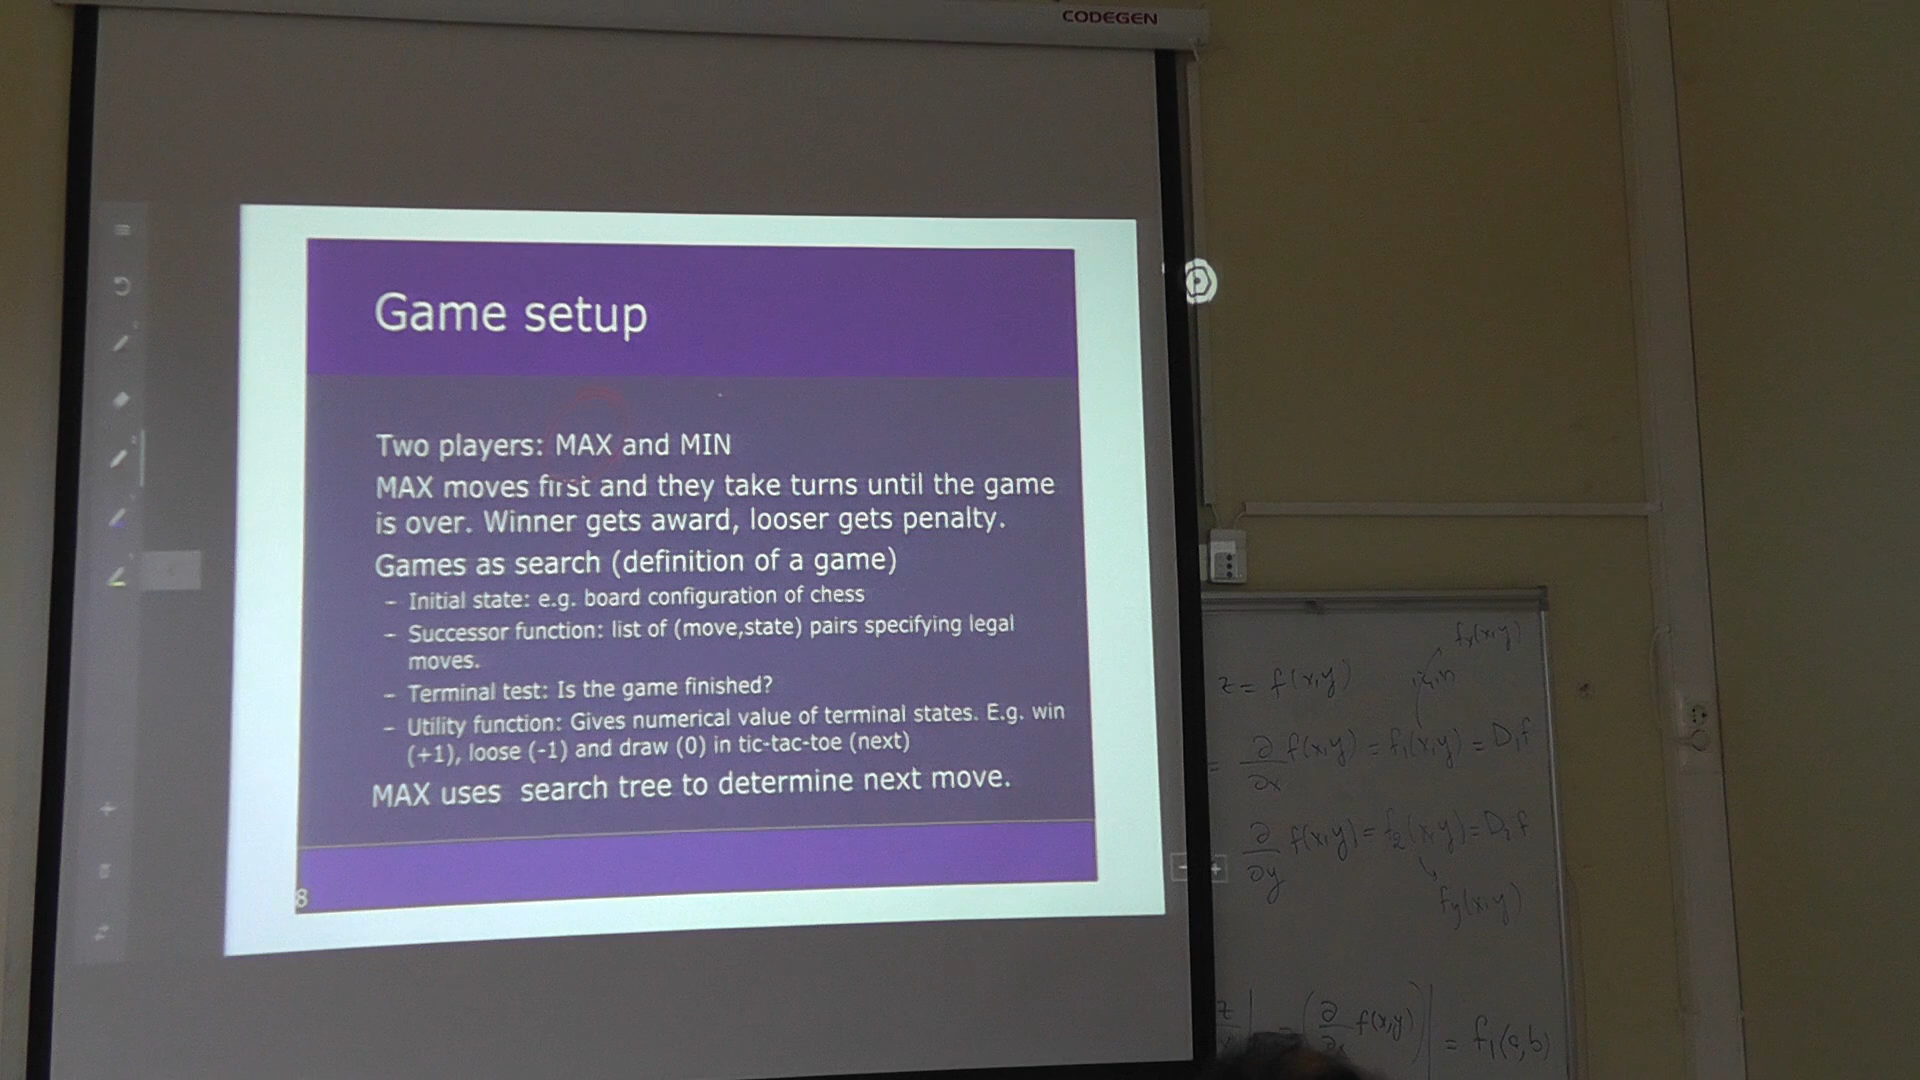 CODEGEN
Game setup
Two players: MAX and MIN
MAX moves first and they take turns until the game
is over. Winner gets award, looser gets penalty.
Games as search (definition of a game)
– Initial state: e.g. board configuration of chess
– Successor function: list of (move,state) pairs specifying legal
moves.
– Terminal test: Is the game finished?
– Utility function: Gives numerical value of terminal states. E.g. win
(+1), loose (-1) and draw (0) in tic-tac-toe (next)
MAX uses search tree to determine next move.
8
fx(x,y)
z = f(x,y)
= ∂/∂x f(x,y) = f₁(x,y) = D₁f
∂/∂y f(x,y) = f₂(x,y) = D₂f
fy(x,y)
(∂/∂x f(x,y))| = f₁(a,b)